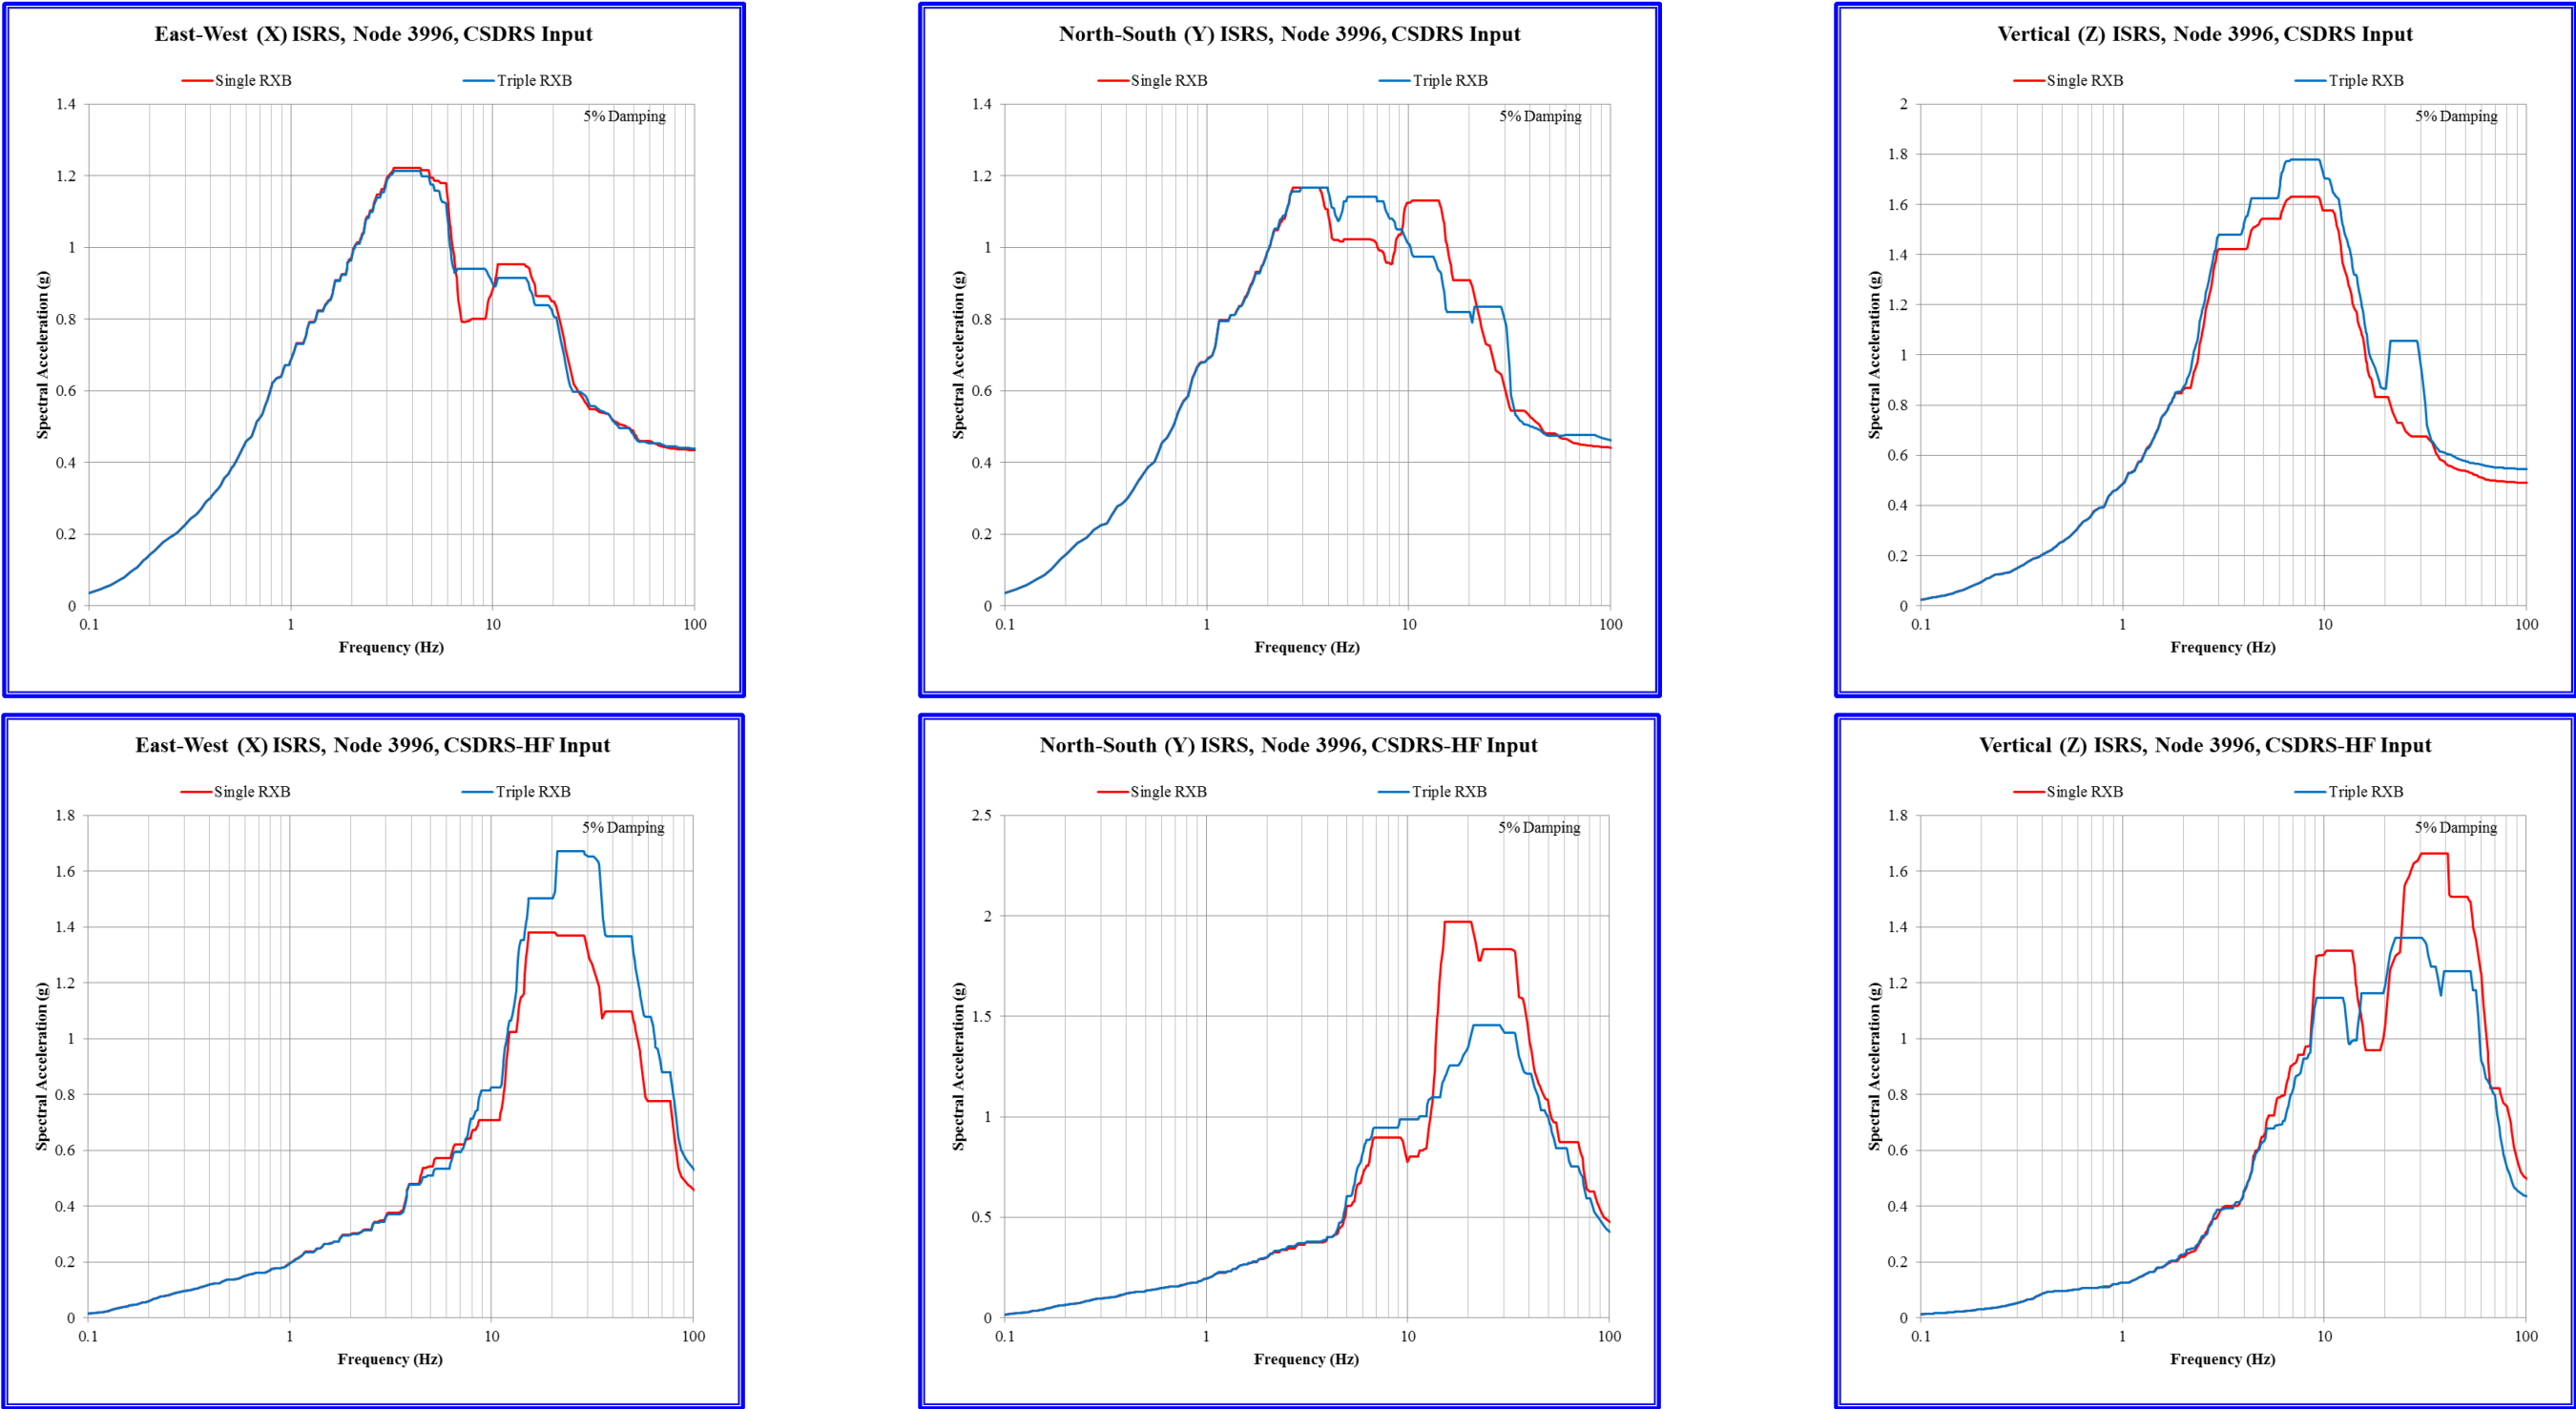 East-West (X) ISRS, Node 3996, CSDRS Input
Single RXB Triple RXB
5% Damping
1.4
1.2
1
0.8
0.6
0.4
0.2
0
Spectral Acceleration (g)
0.1 1 10 100
Frequency (Hz)
North-South (Y) ISRS, Node 3996, CSDRS Input
Single RXB Triple RXB
5% Damping
1.4
1.2
1
0.8
0.6
0.4
0.2
0
Spectral Acceleration (g)
0.1 1 10 100
Frequency (Hz)
Vertical (Z) ISRS, Node 3996, CSDRS Input
Single RXB Triple RXB
5% Damping
2
1.8
1.6
1.4
1.2
1
0.8
0.6
0.4
0.2
0
Spectral Acceleration (g)
0.1 1 10 100
Frequency (Hz)
East-West (X) ISRS, Node 3996, CSDRS-HF Input
Single RXB Triple RXB
5% Damping
1.8
1.6
1.4
1.2
1
0.8
0.6
0.4
0.2
0
Spectral Acceleration (g)
0.1 1 10 100
Frequency (Hz)
North-South (Y) ISRS, Node 3996, CSDRS-HF Input
Single RXB Triple RXB
5% Damping
2.5
2
1.5
1
0.5
0
Spectral Acceleration (g)
0.1 1 10 100
Frequency (Hz)
Vertical (Z) ISRS, Node 3996, CSDRS-HF Input
Single RXB Triple RXB
5% Damping
1.8
1.6
1.4
1.2
1
0.8
0.6
0.4
0.2
0
Spectral Acceleration (g)
0.1 1 10 100
Frequency (Hz)